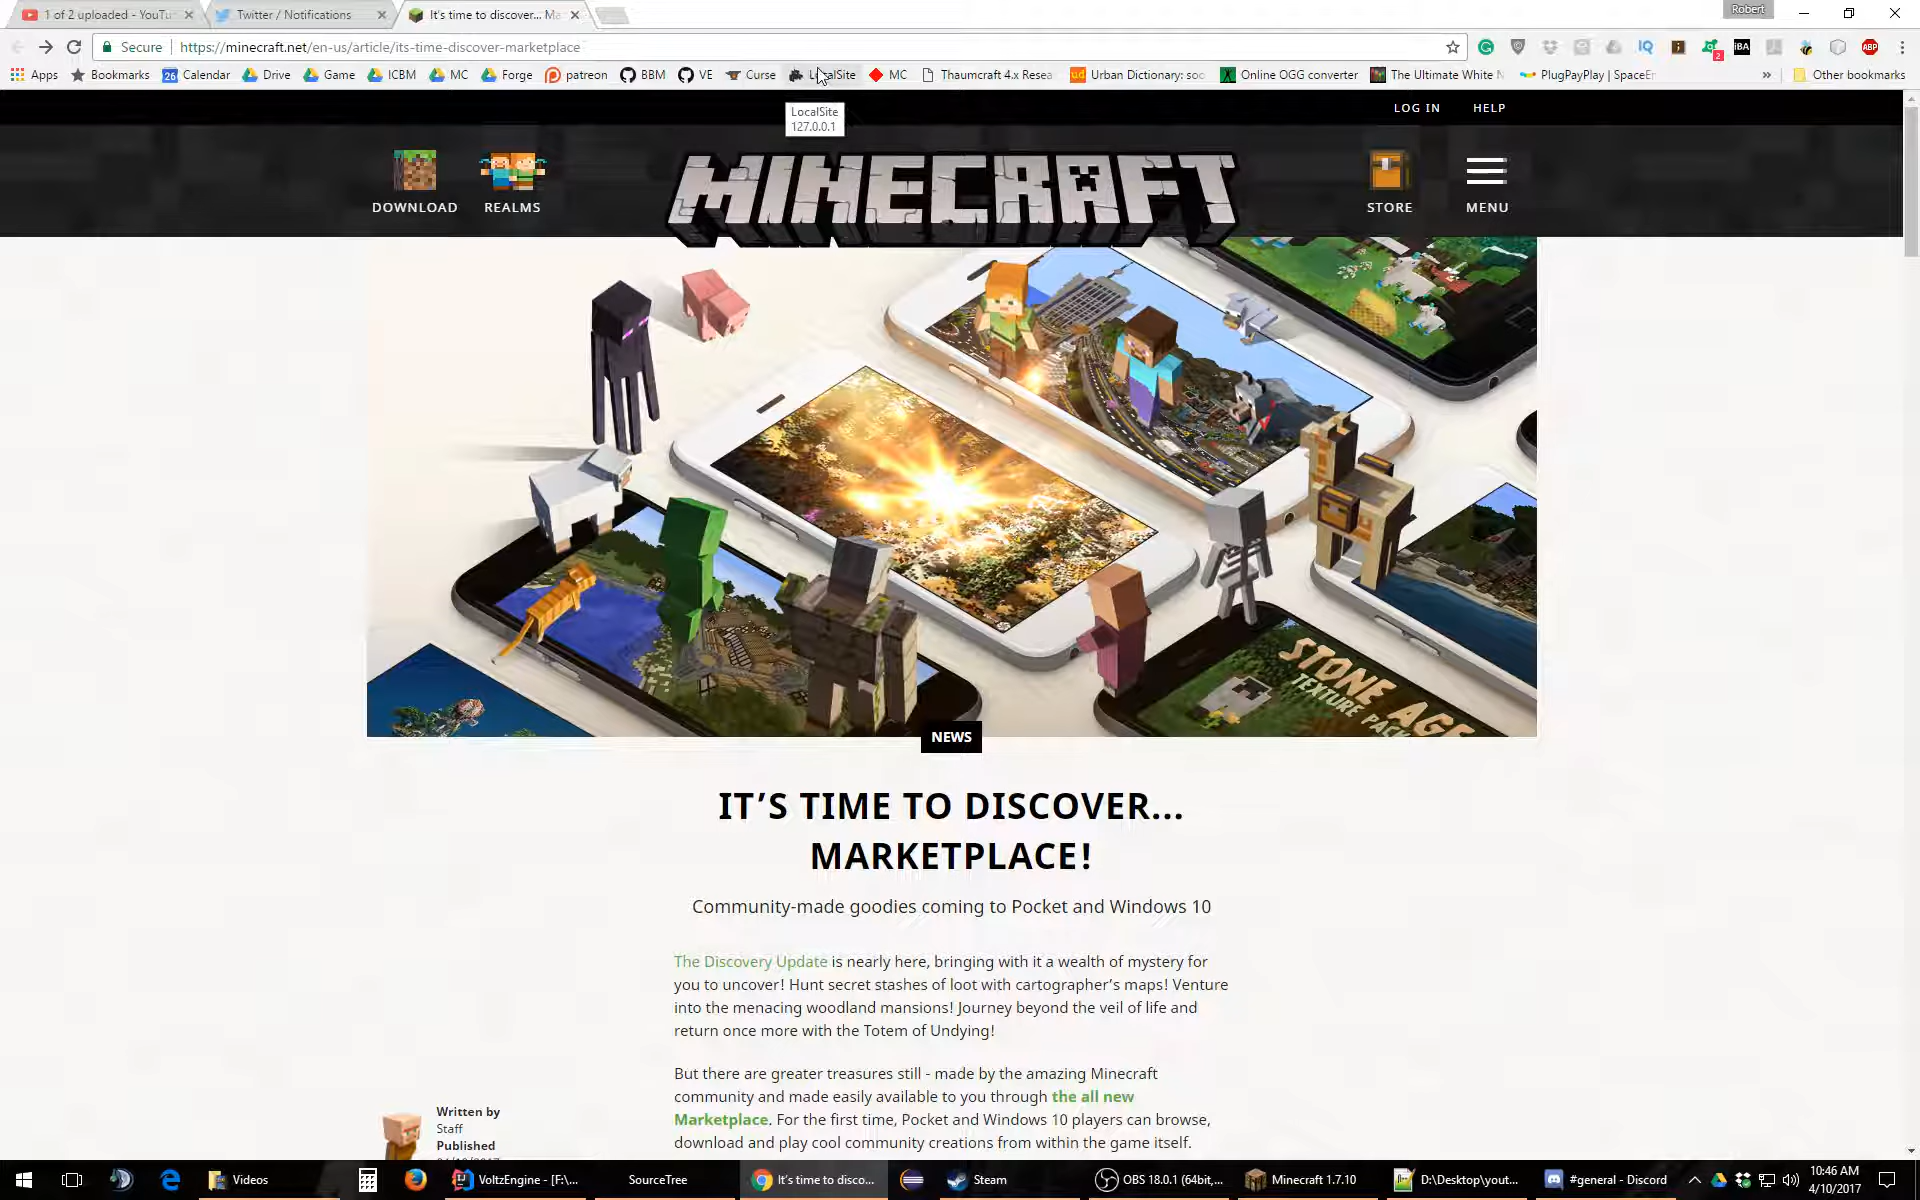 1 of 2 uploaded - YouTu
Twitter / Notifications
It's time to discover... Ma
Robert
Secure
https://minecraft.net/en-us/article/its-time-discover-marketplace
IQ
2
iBA
ABP
Apps
Bookmarks
26
Calendar
Drive
Game
ICBM
MC
Forge
patreon
BBM
VE
Curse
LocalSite
MC
Thaumcraft 4.x Resea
ud
Urban Dictionary: soc
Online OGG converter
The Ultimate White N
PlugPayPlay | SpaceEn
»
Other bookmarks
LocalSite
127.0.0.1
LOG IN
HELP
DOWNLOAD
REALMS
MINECRAFT
STORE
MENU
STONE AGE
TEXTURE PACK
NEWS
IT’S TIME TO DISCOVER...
MARKETPLACE!
Community-made goodies coming to Pocket and Windows 10
The Discovery Update is nearly here, bringing with it a wealth of mystery for
you to uncover! Hunt secret stashes of loot with cartographer’s maps! Venture
into the menacing woodland mansions! Journey beyond the veil of life and
return once more with the Totem of Undying!
But there are greater treasures still - made by the amazing Minecraft
community and made easily available to you through the all new
Marketplace. For the first time, Pocket and Windows 10 players can browse,
download and play cool community creations from within the game itself.
Written by
Staff
Published
Videos
VoltzEngine - [F:\...
SourceTree
It's time to disco...
Steam
OBS 18.0.1 (64bit,...
Minecraft 1.7.10
D:\Desktop\yout...
#general - Discord
10:46 AM
4/10/2017